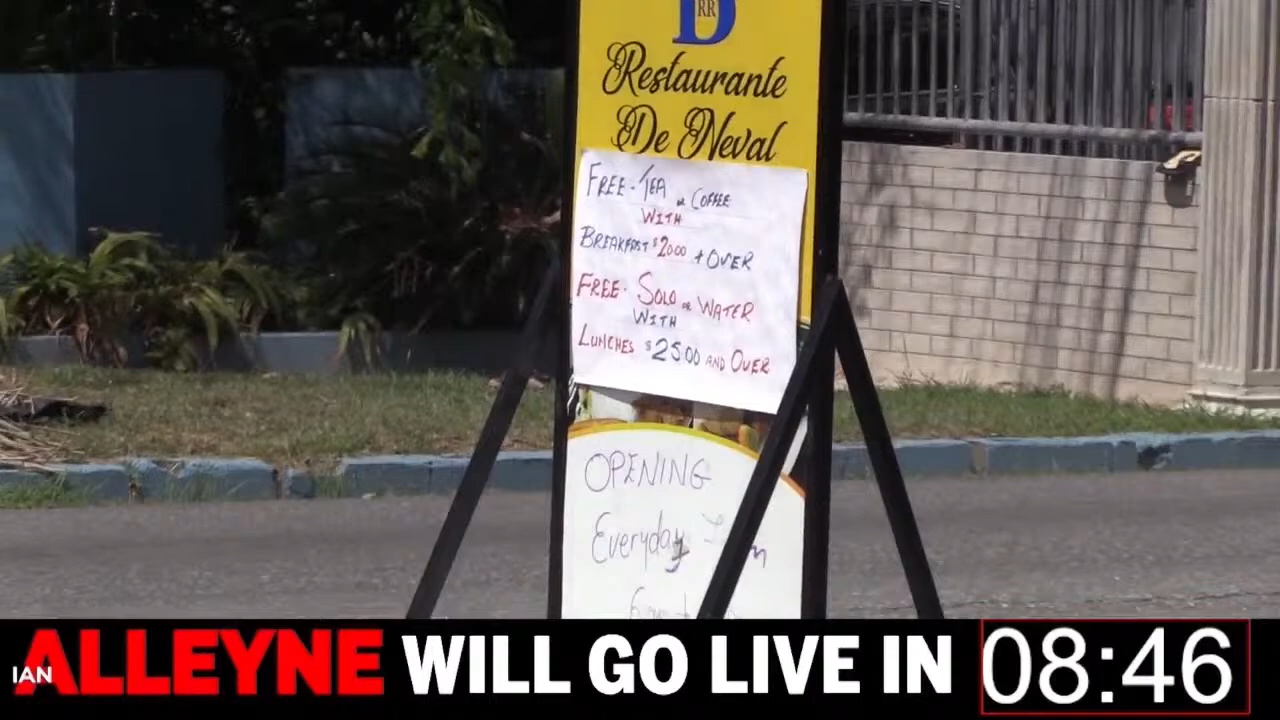 RR
D
Restaurante
De Neval
FREE - TEA or COFFEE
WITH
BREAKFAST $2000 + OVER
FREE - SOLO or WATER
WITH
LUNCHES $2500 AND OVER
OPENING
Everyday
IAN ALLEYNE WILL GO LIVE IN 08:46